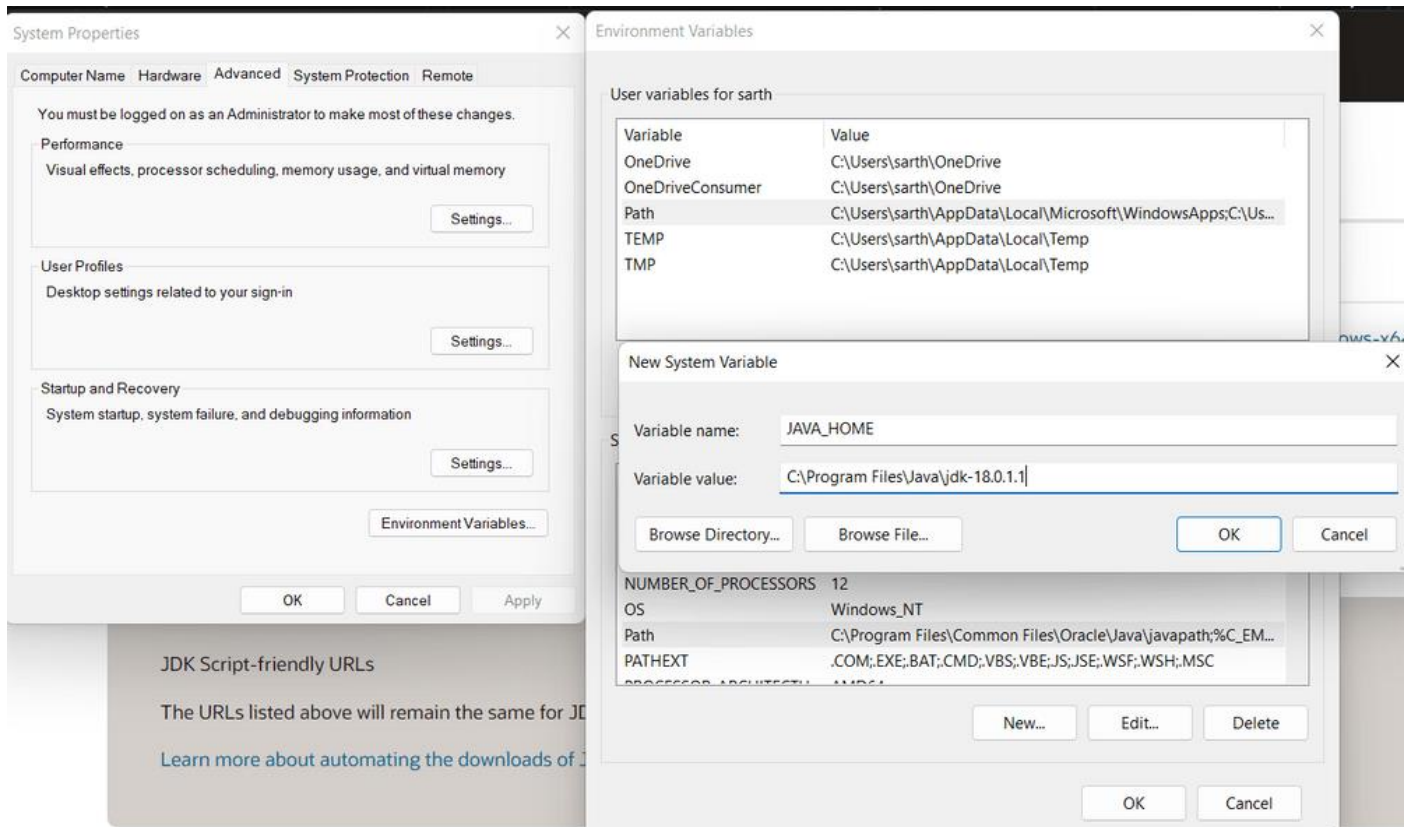 System Properties
Computer Name Hardware Advanced System Protection Remote
You must be logged on as an Administrator to make most of these changes.
Performance
Visual effects, processor scheduling, memory usage, and virtual memory
Settings...
User Profiles
Desktop settings related to your sign-in
Settings...
Startup and Recovery
System startup, system failure, and debugging information
Settings...
Environment Variables...
OK Cancel Apply
JDK Script-friendly URLs
The URLs listed above will remain the same for
Learn more about automating the downloads of
Environment Variables
User variables for sarth
Variable Value
OneDrive C:\Users\sarth\OneDrive
OneDriveConsumer C:\Users\sarth\OneDrive
Path C:\Users\sarth\AppData\Local\Microsoft\WindowsApps;C:\Us...
TEMP C:\Users\sarth\AppData\Local\Temp
TMP C:\Users\sarth\AppData\Local\Temp
New System Variable
Variable name: JAVA_HOME
Variable value: C:\Program Files\Java\jdk-18.0.1.1
Browse Directory... Browse File... OK Cancel
NUMBER_OF_PROCESSORS 12
OS Windows_NT
Path C:\Program Files\Common Files\Oracle\Java\javapath;%C_EM...
PATHEXT .COM;.EXE;.BAT;.CMD;.VBS;.VBE;.JS;.JSE;.WSF;.WSH;.MSC
New... Edit... Delete
OK Cancel